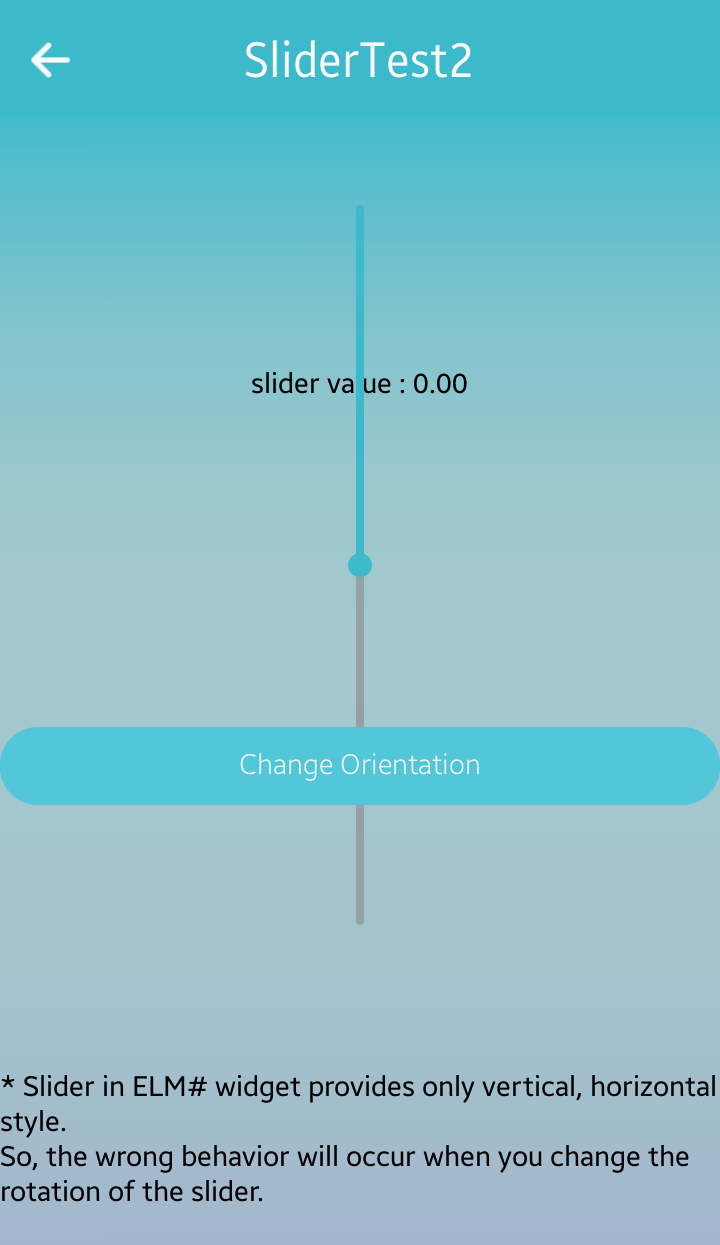 SliderTest2
slider value : 0.00
Change Orientation
* Slider in ELM# widget provides only vertical, horizontal
style.
So, the wrong behavior will occur when you change the
rotation of the slider.